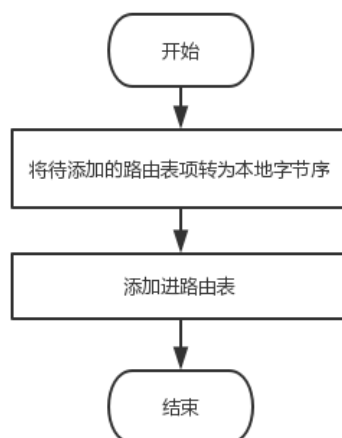 开始
将待添加的路由表项转为本地字节序
添加进路由表
结束